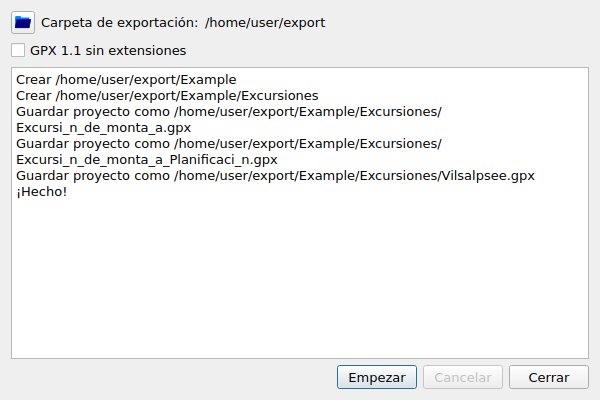 Carpeta de exportación: /home/user/export
GPX 1.1 sin extensiones
Crear /home/user/export/Example
Crear /home/user/export/Example/Excursiones
Guardar proyecto como /home/user/export/Example/Excursiones/
Excursi_n_de_monta_a.gpx
Guardar proyecto como /home/user/export/Example/Excursiones/
Excursi_n_de_monta_a_Planificaci_n.gpx
Guardar proyecto como /home/user/export/Example/Excursiones/Vilsalpsee.gpx
¡Hecho!
Empezar Cancelar Cerrar